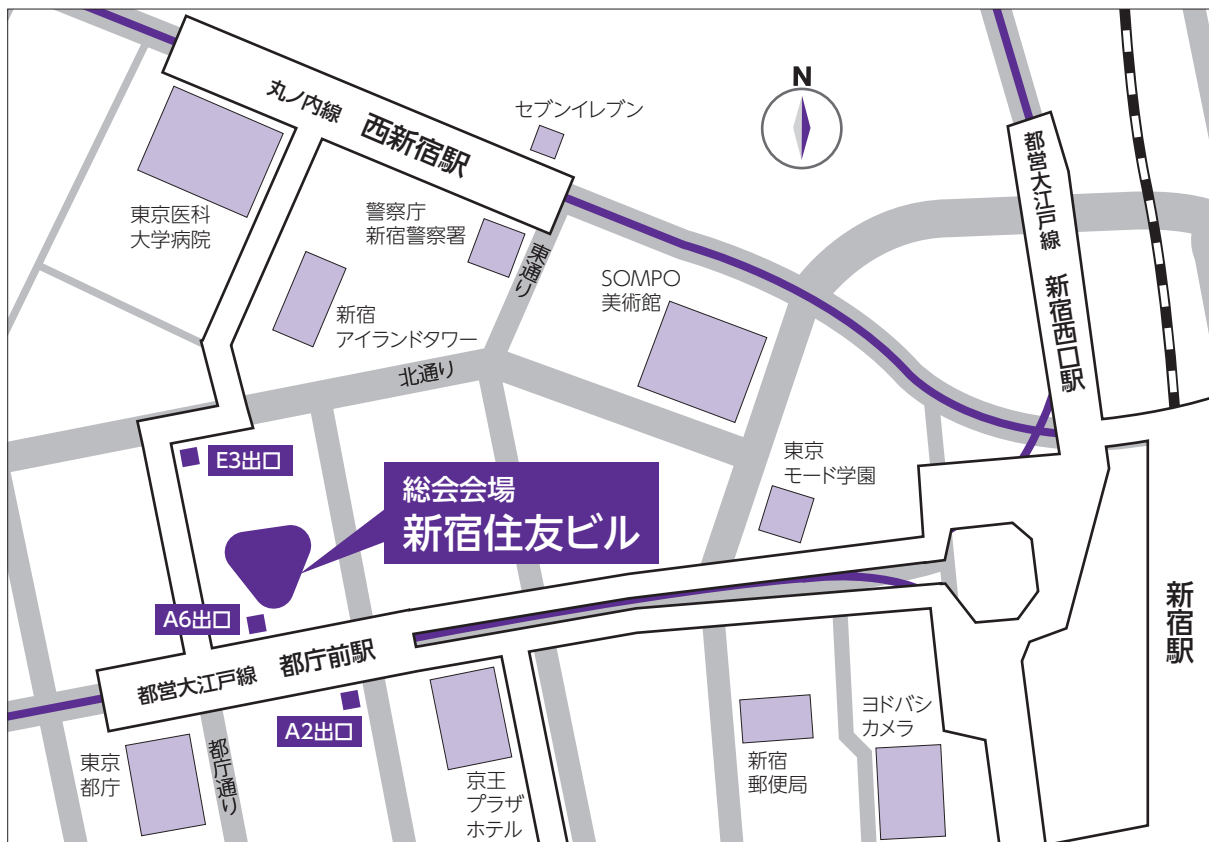 N
丸ノ内線 西新宿駅
セブンイレブン
都営大江戸線 新宿西口駅
東京医科
大学病院
警察庁
新宿警察署
東通り
SOMPO
美術館
新宿
アイランドタワー
北通り
E3出口
東京
モード学園
総会会場
新宿住友ビル
A6出口
新宿駅
都営大江戸線 都庁前駅
A2出口
東京
都庁
都庁通り
京王
プラザ
ホテル
新宿
郵便局
ヨドバシ
カメラ